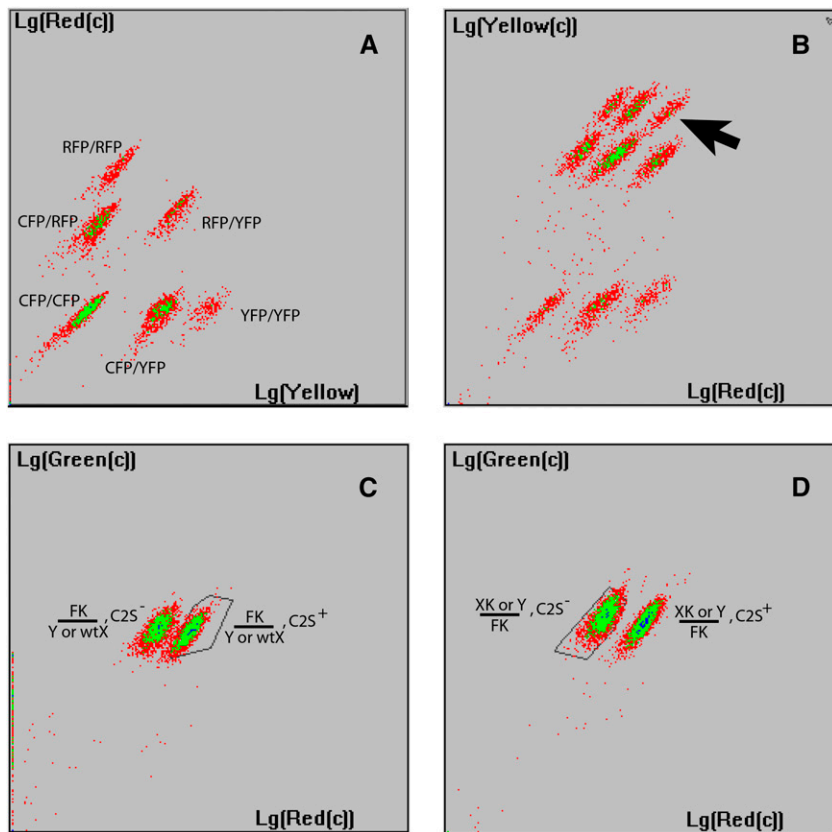 Lg(Red(c))
A
RFP/RFP
CFP/RFP
RFP/YFP
CFP/CFP
YFP/YFP
CFP/YFP
Lg(Yellow)
Lg(Yellow(c))
B
Lg(Red(c))
Lg(Green(c))
C
FK
Y or wtX
, C2S⁻
FK
Y or wtX
, C2S⁺
Lg(Red(c))
Lg(Green(c))
D
XK or Y
FK
, C2S⁻
XK or Y
FK
, C2S⁺
Lg(Red(c))